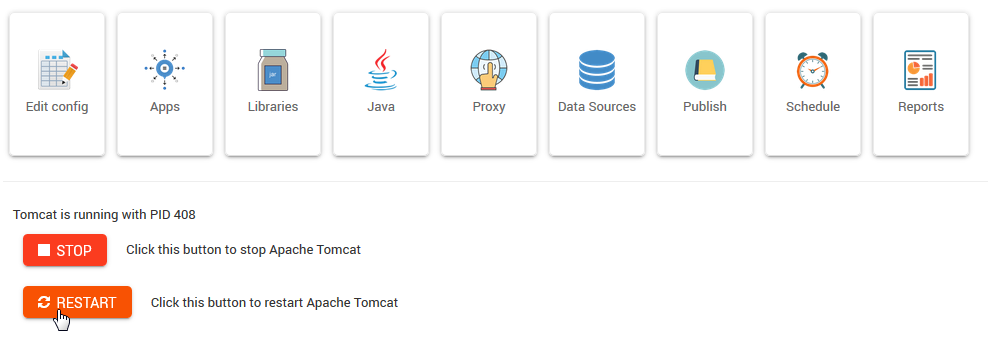 jar
Edit config Apps Libraries Java Proxy Data Sources Publish Schedule Reports
Tomcat is running with PID 408
STOP Click this button to stop Apache Tomcat
RESTART Click this button to restart Apache Tomcat